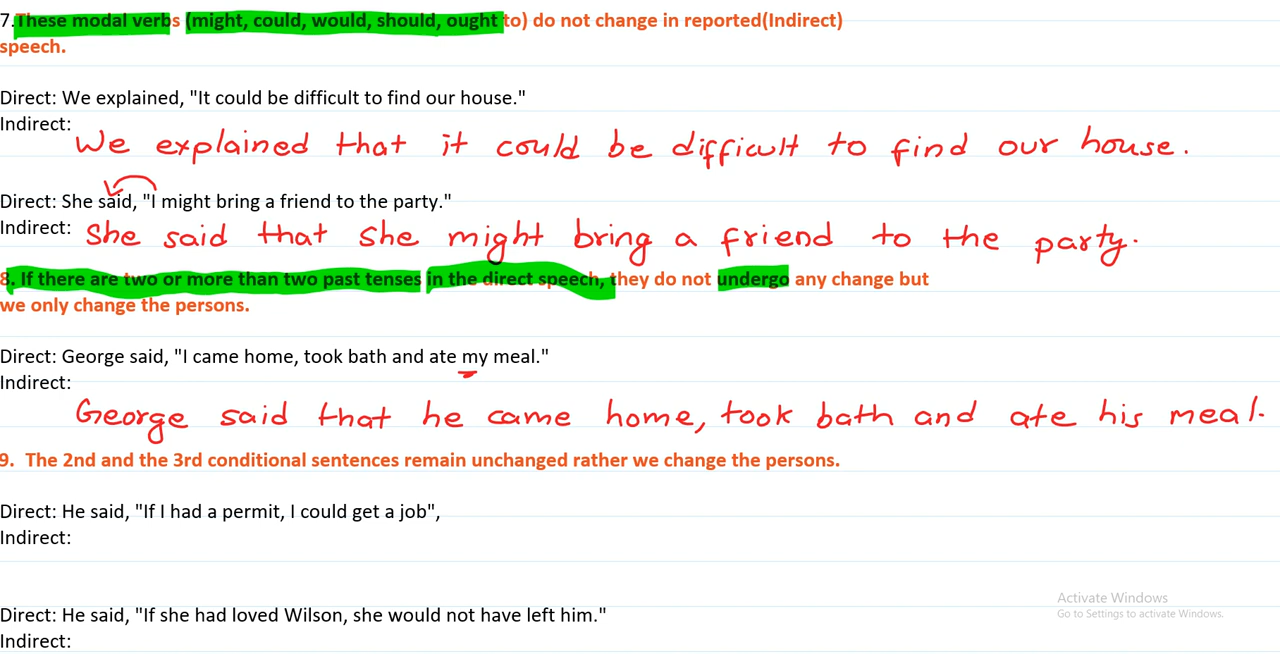 7.These modal verbs (might, could, would, should, ought to) do not change in reported(Indirect)
speech.
Direct: We explained, "It could be difficult to find our house."
Indirect:
We explained that it could be difficult to find our house.
Direct: She said, "I might bring a friend to the party."
Indirect: She said that she might bring a friend to the party.
8. If there are two or more than two past tenses in the direct speech, they do not undergo any change but
we only change the persons.
Direct: George said, "I came home, took bath and ate my meal."
Indirect:
George said that he came home, took bath and ate his meal.
9. The 2nd and the 3rd conditional sentences remain unchanged rather we change the persons.
Direct: He said, "If I had a permit, I could get a job",
Indirect:
Activate Windows
Go to Settings to activate Windows.
Direct: He said, "If she had loved Wilson, she would not have left him."
Indirect: